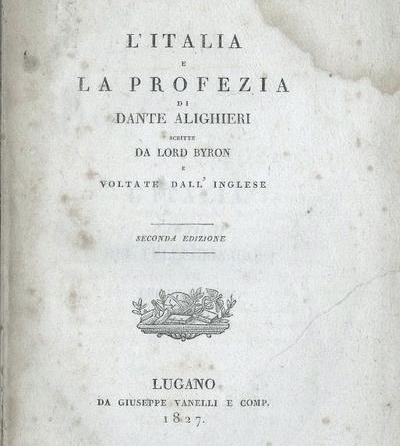 L'ITALIA
E
LA PROFEZIA
DI
DANTE ALIGHIERI
SCRITTE
DA LORD BYRON
E
VOLTATE DALL' INGLESE
SECONDA EDIZIONE
LUGANO
DA GIUSEPPE VANELLI E COMP.
1827.